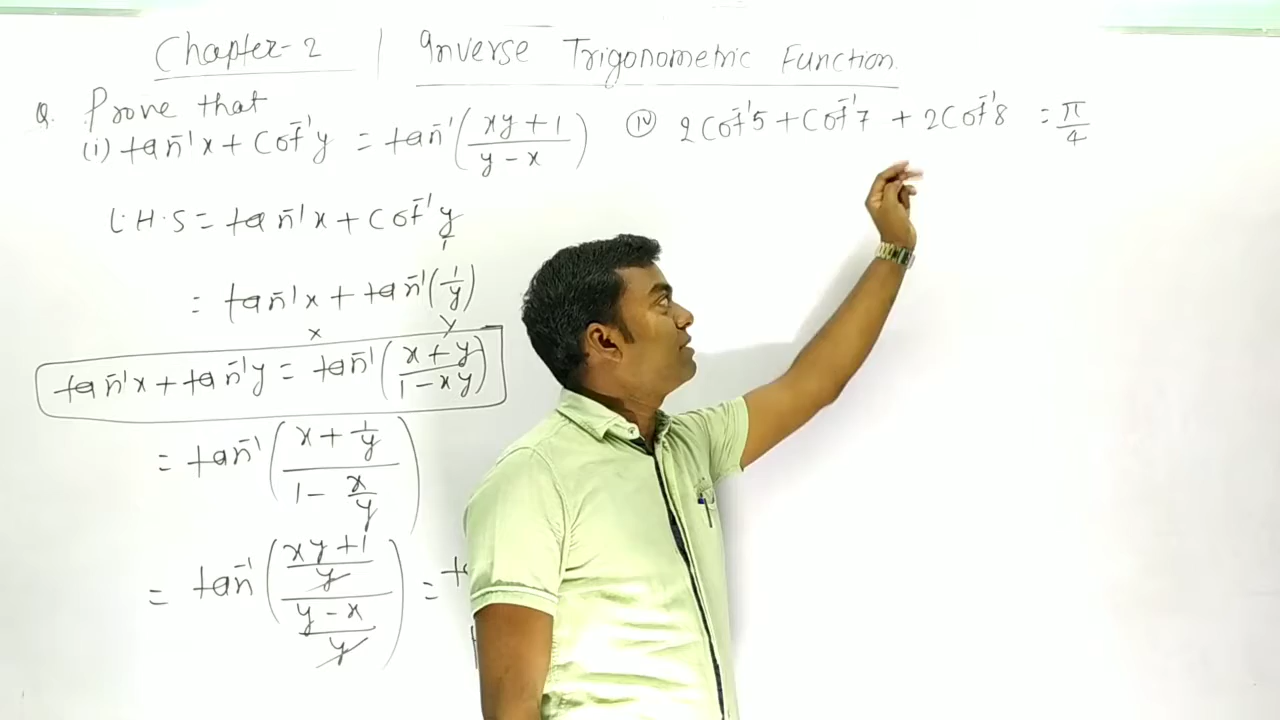 Chapter-2 | Inverse Trigonometric Function
Q. Prove that
(i) tan⁻¹x + Cot⁻¹y = tan⁻¹((xy+1)/(y-x))
(iv) 2Cot⁻¹5 + Cot⁻¹7 + 2Cot⁻¹8 = π/4
L.H.S = tan⁻¹x + Cot⁻¹y/1
= tan⁻¹x + tan⁻¹(1/y)
x y
tan⁻¹x + tan⁻¹y = tan⁻¹((x+y)/(1-xy))
= tan⁻¹((x + 1/y)/(1 - x/y))
= tan⁻¹(((xy+1)/y)/((y-x)/y)) =